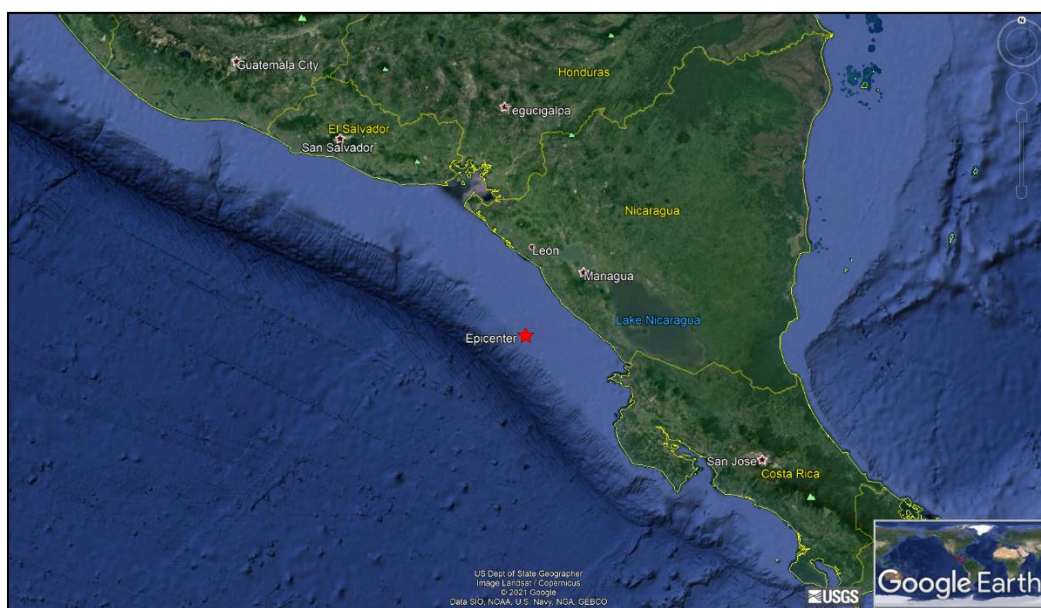 N
Guatemala City
Honduras
Tegucigalpa
El Salvador
San Salvador
Nicaragua
León
Managua
Lake Nicaragua
Epicenter
San Jose
Costa Rica
US Dept of State Geographer
Image Landsat / Copernicus
© 2021 Google
Data SIO, NOAA, U.S. Navy, NGA, GEBCO
USGS
Google Earth